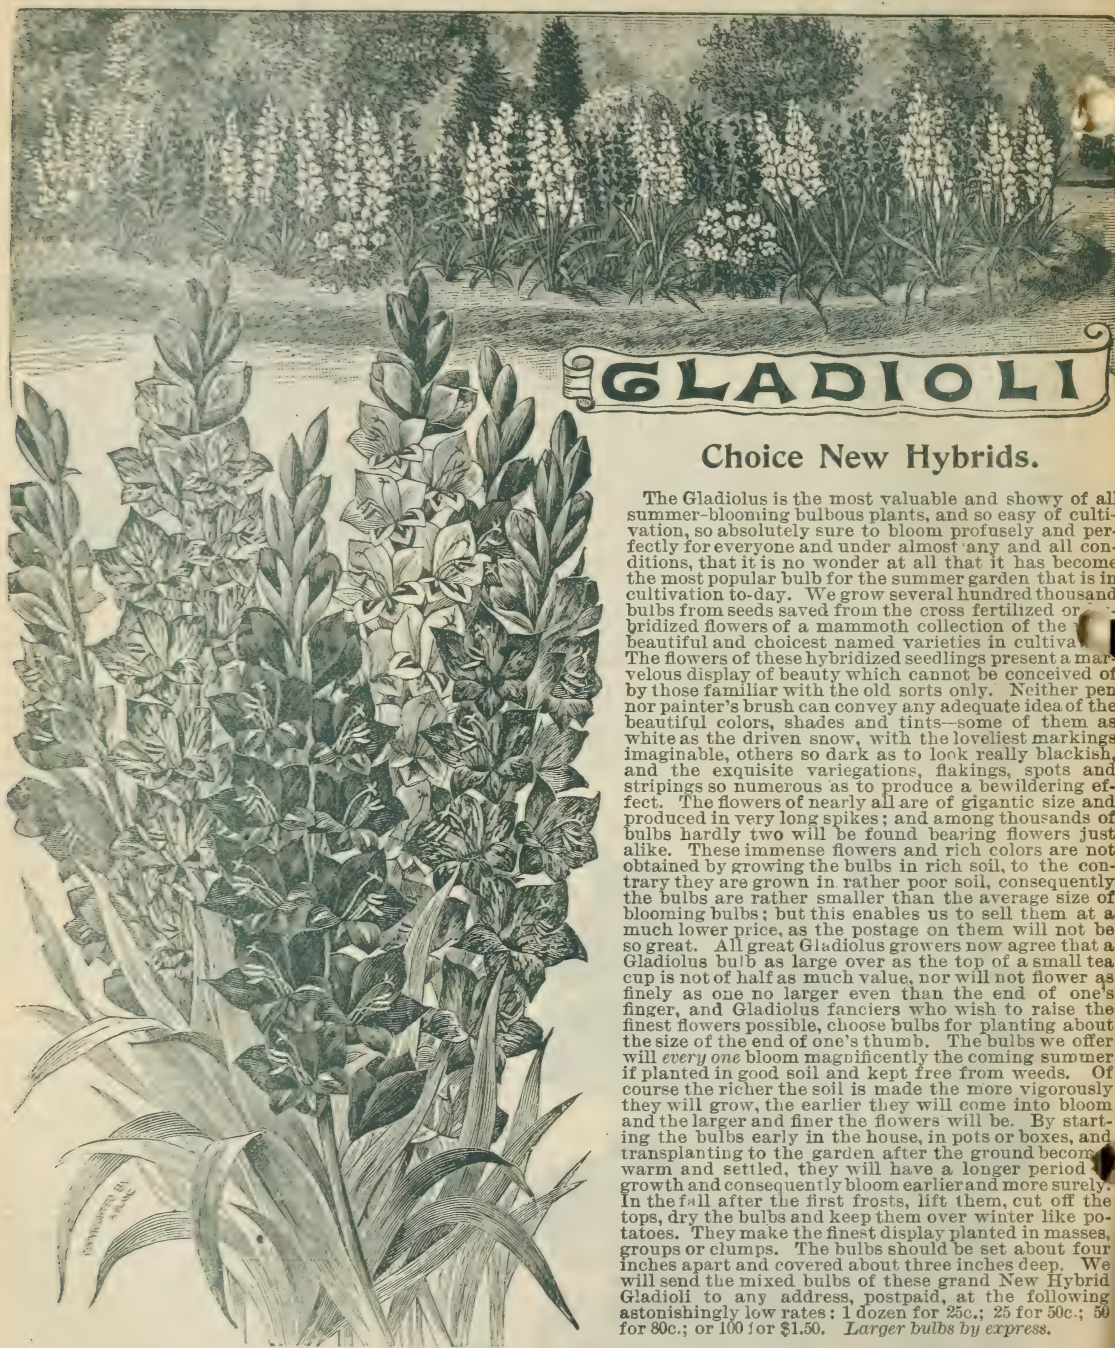 GLADIOLI
Choice New Hybrids.
The Gladiolus is the most valuable and showy of all
summer-blooming bulbous plants, and so easy of culti-
vation, so absolutely sure to bloom profusely and per-
fectly for everyone and under almost any and all con-
ditions, that it is no wonder at all that it has become
the most popular bulb for the summer garden that is in
cultivation to-day. We grow several hundred thousand
bulbs from seeds saved from the cross fertilized or
bridized flowers of a mammoth collection of the
beautiful and choicest named varieties in cultiva
The flowers of these hybridized seedlings present a mar-
velous display of beauty which cannot be conceived of
by those familiar with the old sorts only. Neither pen
nor painter's brush can convey any adequate idea of the
beautiful colors, shades and tints—some of them as
white as the driven snow, with the loveliest markings
imaginable, others so dark as to look really blackish,
and the exquisite variegations, flakings, spots and
stripings so numerous as to produce a bewildering ef-
fect. The flowers of nearly all are of gigantic size and
produced in very long spikes; and among thousands of
bulbs hardly two will be found bearing flowers just
alike. These immense flowers and rich colors are not
obtained by growing the bulbs in rich soil, to the con-
trary they are grown in rather poor soil, consequently
the bulbs are rather smaller than the average size of
blooming bulbs; but this enables us to sell them at a
much lower price, as the postage on them will not be
so great. All great Gladiolus growers now agree that a
Gladiolus bulb as large over as the top of a small tea
cup is not of half as much value, nor will not flower as
finely as one no larger even than the end of one's
finger, and Gladiolus fanciers who wish to raise the
finest flowers possible, choose bulbs for planting about
the size of the end of one's thumb. The bulbs we offer
will every one bloom magnificently the coming summer
if planted in good soil and kept free from weeds. Of
course the richer the soil is made the more vigorously
they will grow, the earlier they will come into bloom
and the larger and finer the flowers will be. By start-
ing the bulbs early in the house, in pots or boxes, and
transplanting to the garden after the ground becom
warm and settled, they will have a longer period
growth and consequently bloom earlier and more surely.
In the fall after the first frosts, lift them, cut off the
tops, dry the bulbs and keep them over winter like po-
tatoes. They make the finest display planted in masses,
groups or clumps. The bulbs should be set about four
inches apart and covered about three inches deep. We
will send the mixed bulbs of these grand New Hybrid
Gladioli to any address, postpaid, at the following
astonishingly low rates: 1 dozen for 25c.; 25 for 50c.; 50
for 80c.; or 100 for $1.50. Larger bulbs by express.